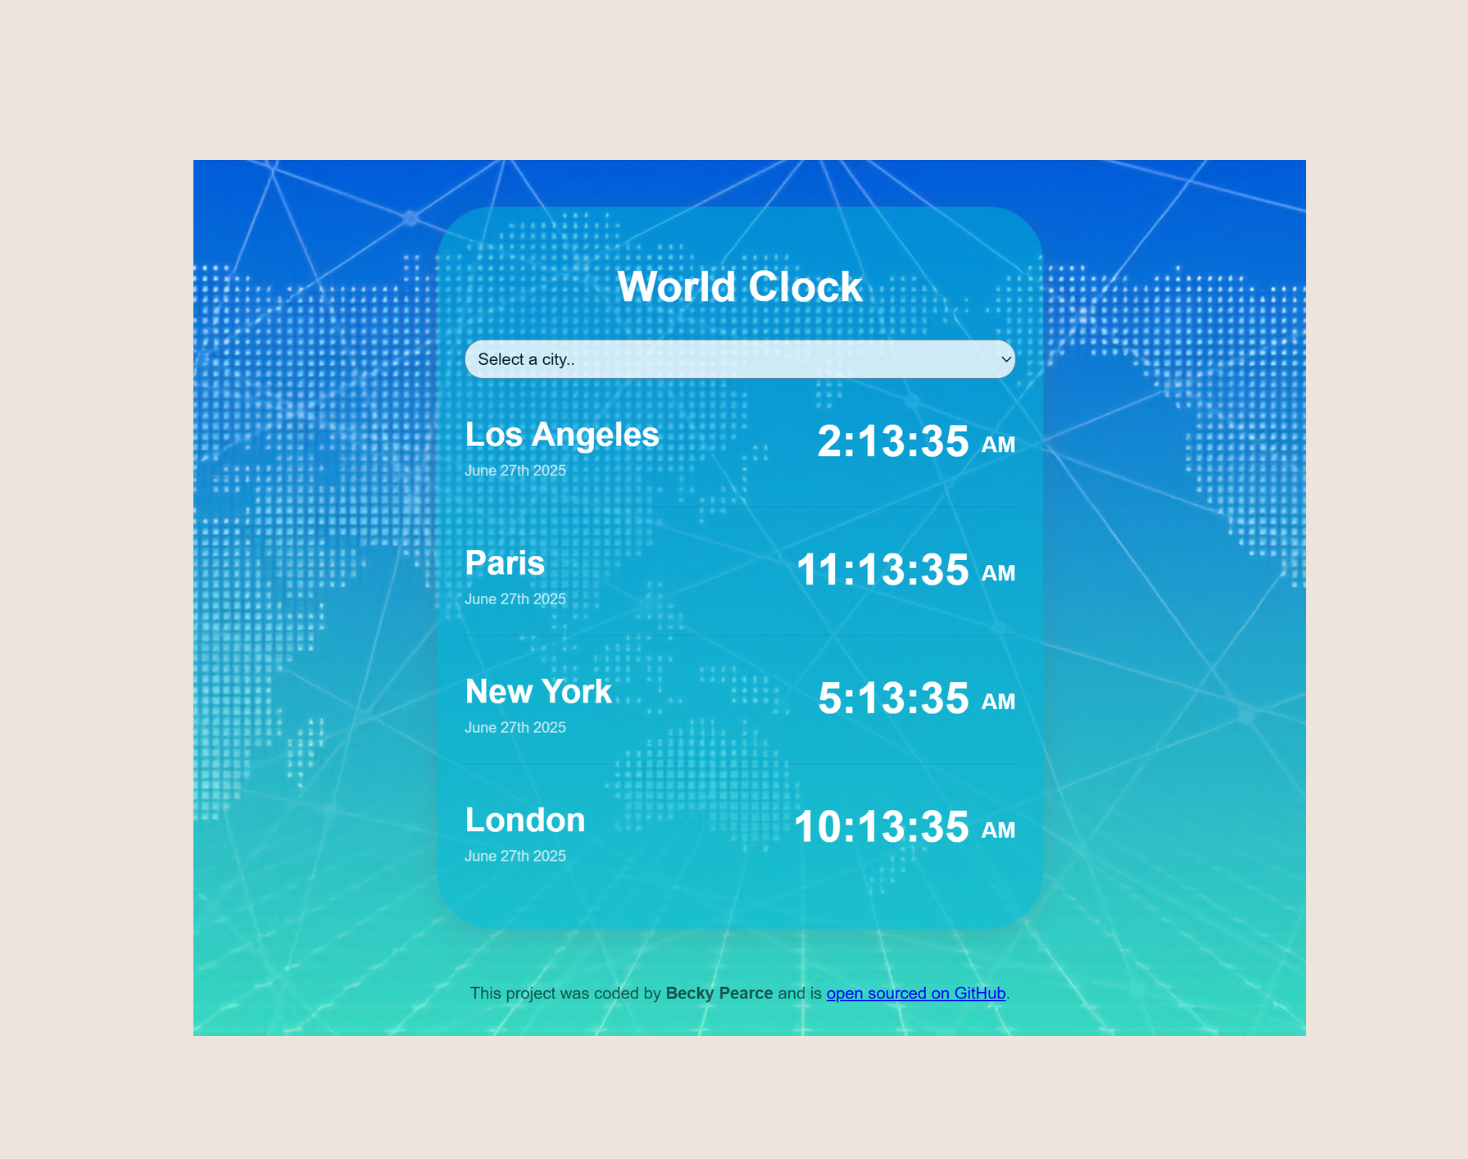 World Clock
Select a city..
Los Angeles
2:13:35 AM
June 27th 2025
Paris
11:13:35 AM
June 27th 2025
New York
5:13:35 AM
June 27th 2025
London
10:13:35 AM
June 27th 2025
This project was coded by Becky Pearce and is open sourced on GitHub.